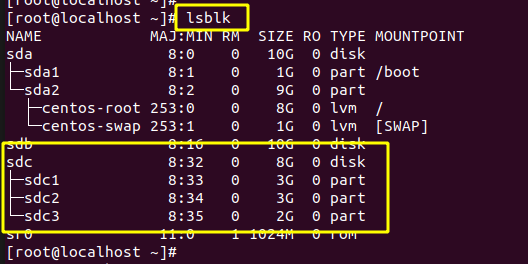 [root@localhost ~]#
[root@localhost ~]# lsblk
NAME MAJ:MIN RM SIZE RO TYPE MOUNTPOINT
sda 8:0 0 10G 0 disk
├─sda1 8:1 0 1G 0 part /boot
└─sda2 8:2 0 9G 0 part
├─centos-root 253:0 0 8G 0 lvm /
└─centos-swap 253:1 0 1G 0 lvm [SWAP]
sdb 8:16 0 10G 0 disk
sdc 8:32 0 8G 0 disk
├─sdc1 8:33 0 3G 0 part
├─sdc2 8:34 0 3G 0 part
└─sdc3 8:35 0 2G 0 part
sr0 11:0 1 1024M 0 rom
[root@localhost ~]#